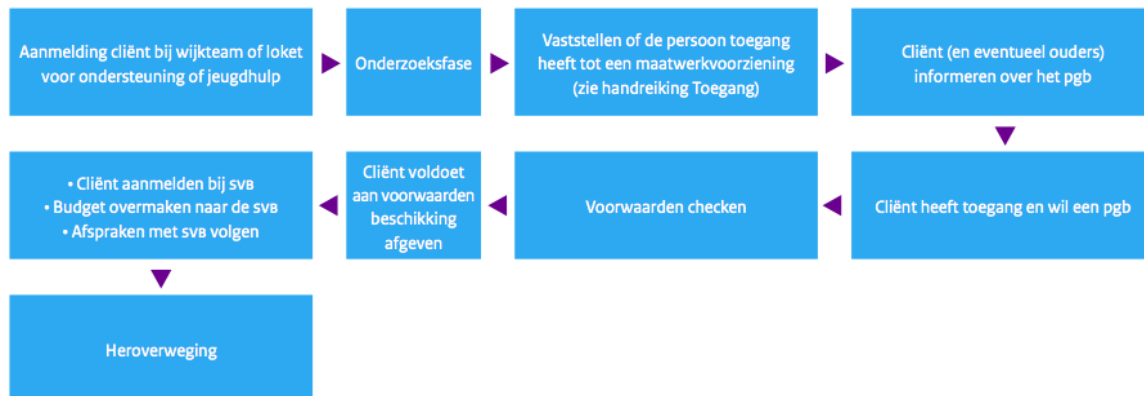 Aanmelding cliënt bij wijkteam of loket
voor ondersteuning of jeugdhulp
Onderzoeksfase
Vaststellen of de persoon toegang
heeft tot een maatwerkvoorziening
(zie handreiking Toegang)
Cliënt (en eventueel ouders)
informeren over het pgb
Cliënt heeft toegang en wil een pgb
Voorwaarden checken
Cliënt voldoet
aan voorwaarden
beschikking
afgeven
• Cliënt aanmelden bij SVB
• Budget overmaken naar de SVB
• Afspraken met SVB volgen
Heroverweging